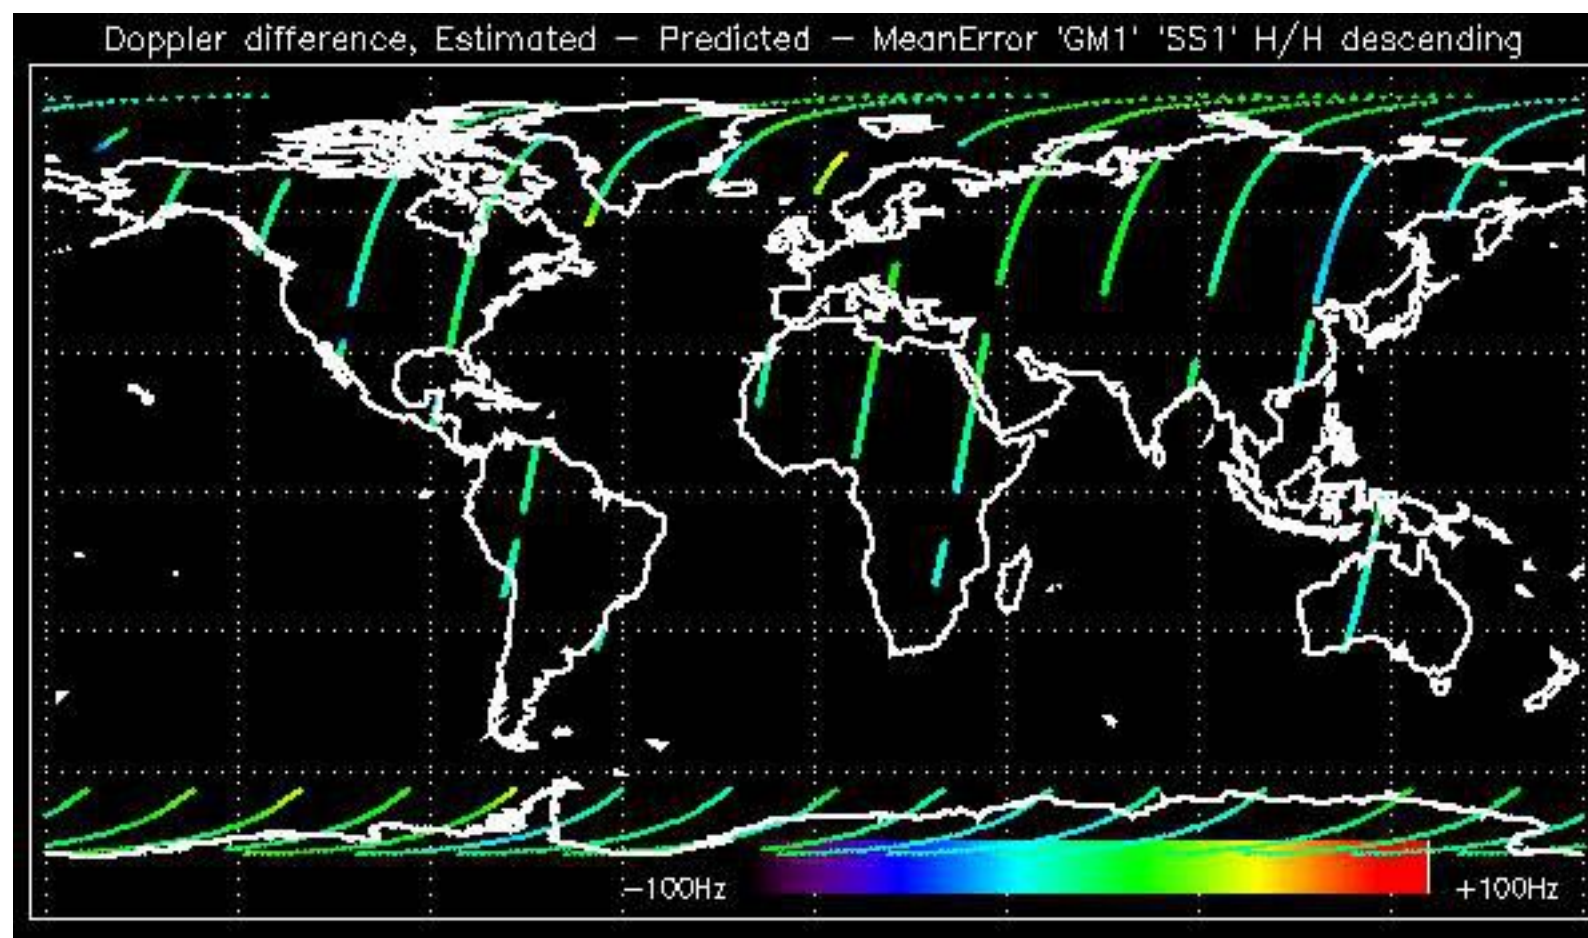 Doppler difference, Estimated — Predicted — MeanError 'GM1' 'SS1' H/H descending
−100Hz +100Hz